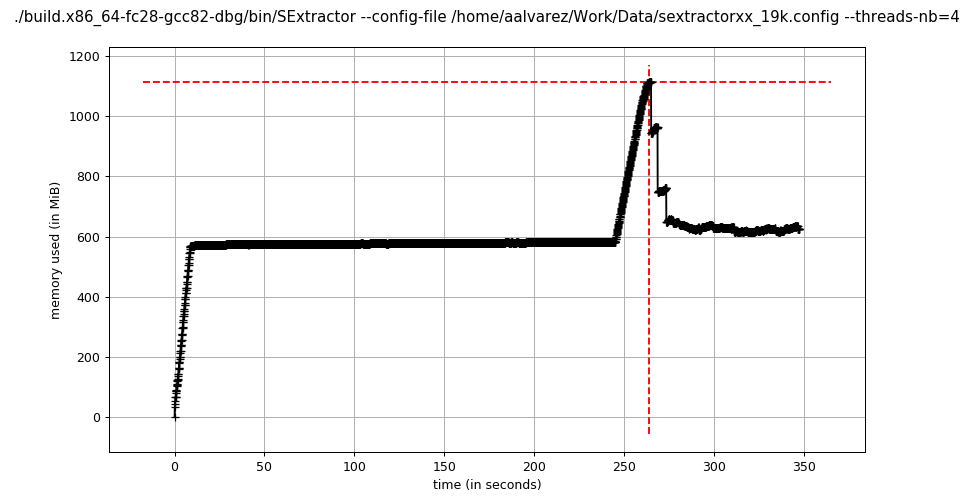 ./build.x86_64-fc28-gcc82-dbg/bin/SExtractor --config-file /home/aalvarez/Work/Data/sextractorxx_19k.config --threads-nb=4
1200
1000
800
600
400
200
0
memory used (in MiB)
0 50 100 150 200 250 300 350
time (in seconds)